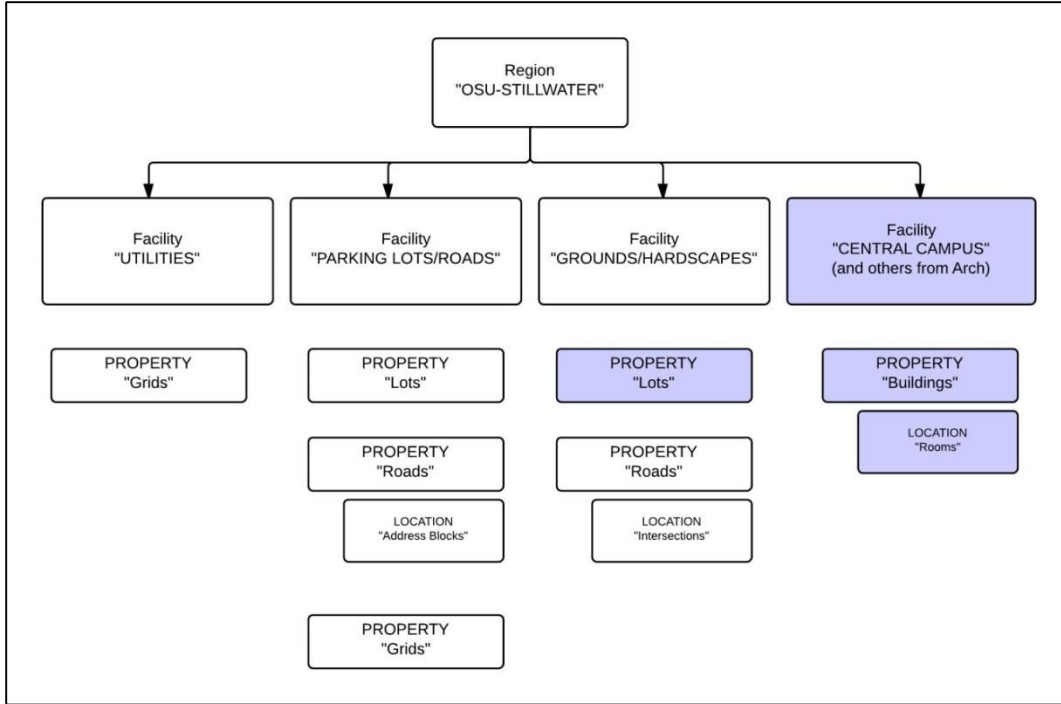 Region
"OSU-STILLWATER"
Facility
"UTILITIES"
Facility
"PARKING LOTS/ROADS"
Facility
"GROUNDS/HARDSCAPES"
Facility
"CENTRAL CAMPUS"
(and others from Arch)
PROPERTY
"Grids"
PROPERTY
"Lots"
PROPERTY
"Lots"
PROPERTY
"Buildings"
LOCATION
"Rooms"
PROPERTY
"Roads"
PROPERTY
"Roads"
LOCATION
"Address Blocks"
LOCATION
"Intersections"
PROPERTY
"Grids"